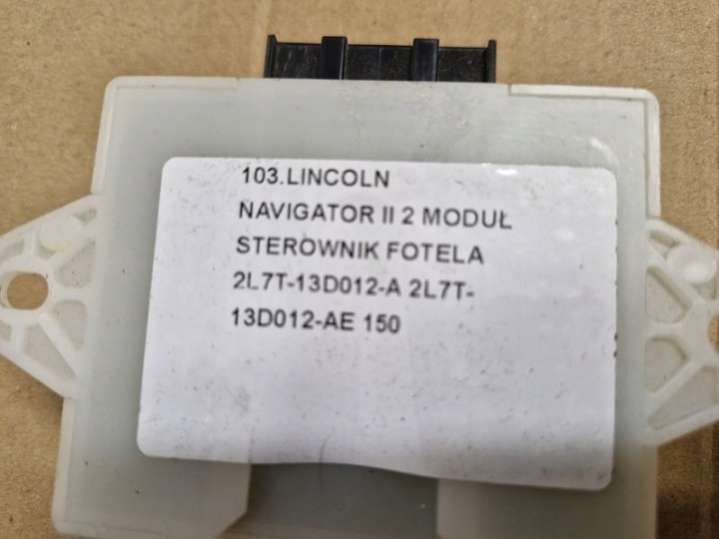 103.LINCOLN
NAVIGATOR II 2 MODUŁ
STEROWNIK FOTELA
2L7T-13D012-A 2L7T-
13D012-AE 150